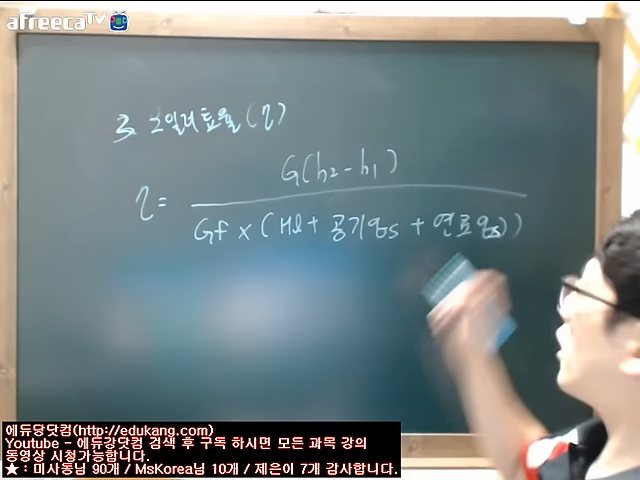 afreecaTV
3. 보일러효율(η)
η = G(h₂-h₁)
Gf × (Hl + 공기현S + 연료현S)
에듀강닷컴(http://edukang.com)
Youtube - 에듀강닷컴 검색 후 구독 하시면 모든 과목 강의
동영상 시청가능합니다.
★ : 미사동님 90개 / MsKorea님 10개 / 제은이 7개 감사합니다.